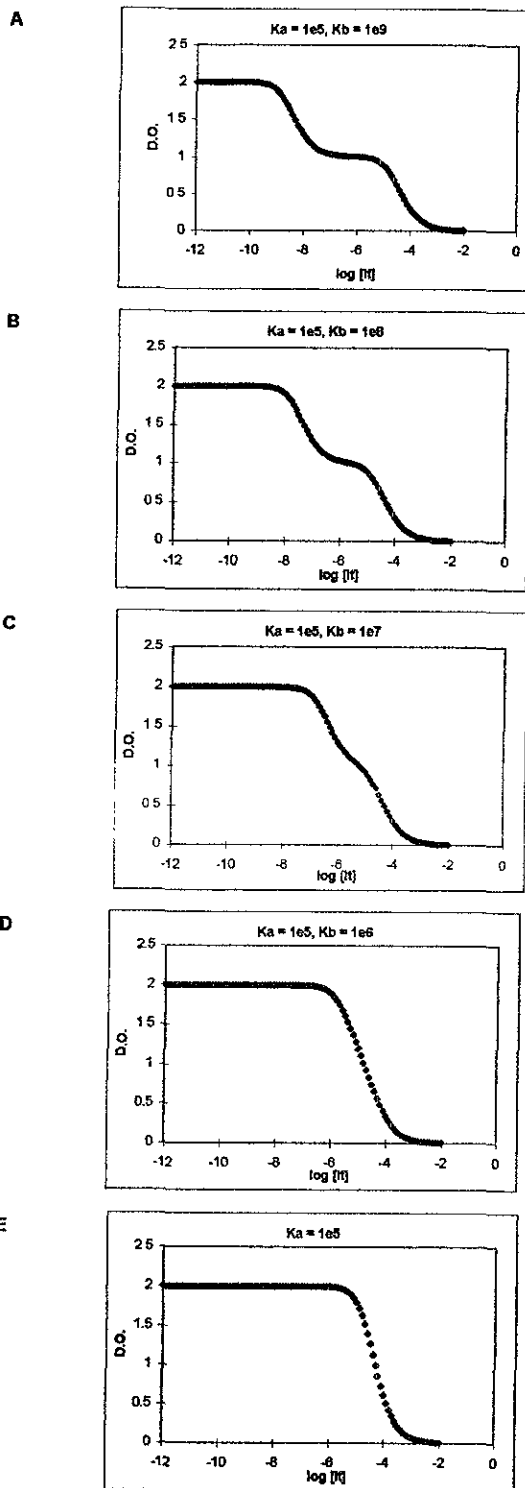 A
Ka = 1e5, Kb = 1e9
D.O.
2 5
2
1 5
1
0 5
0
-12 -10 -8 -6 -4 -2 0
log [It]
B
Ka = 1e5, Kb = 1e8
D.O.
2.5
2
1.5
1
0 5
0
-12 -10 -8 -6 -4 -2 0
log [It]
C
Ka = 1e5, Kb = 1e7
D.O.
2.5
2
1.5
1
0.5
0
-12 -10 -8 -6 -4 -2 0
log [It]
D
Ka = 1e5, Kb = 1e6
D.O.
2.5
2
1.5
1
0.5
0
-12 -10 -8 -6 -4 -2 0
log [It]
E
Ka = 1e5
D.O.
2 5
2
1 5
1
0 5
0
-12 -10 -8 -6 -4 -2 0
log [It]